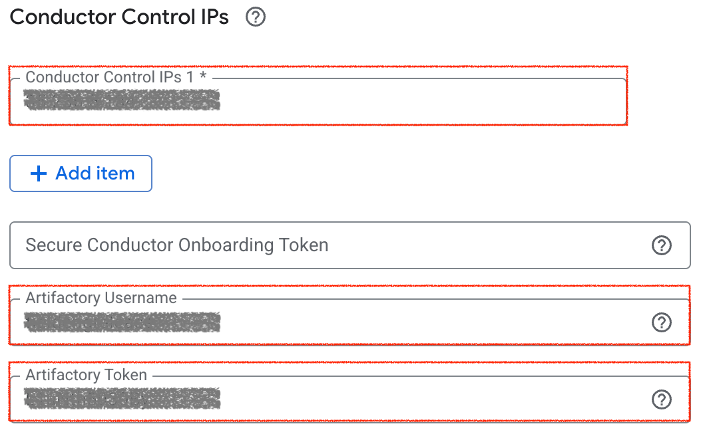 Conductor Control IPs
Conductor Control IPs 1 *
+ Add item
Secure Conductor Onboarding Token
Artifactory Username
Artifactory Token